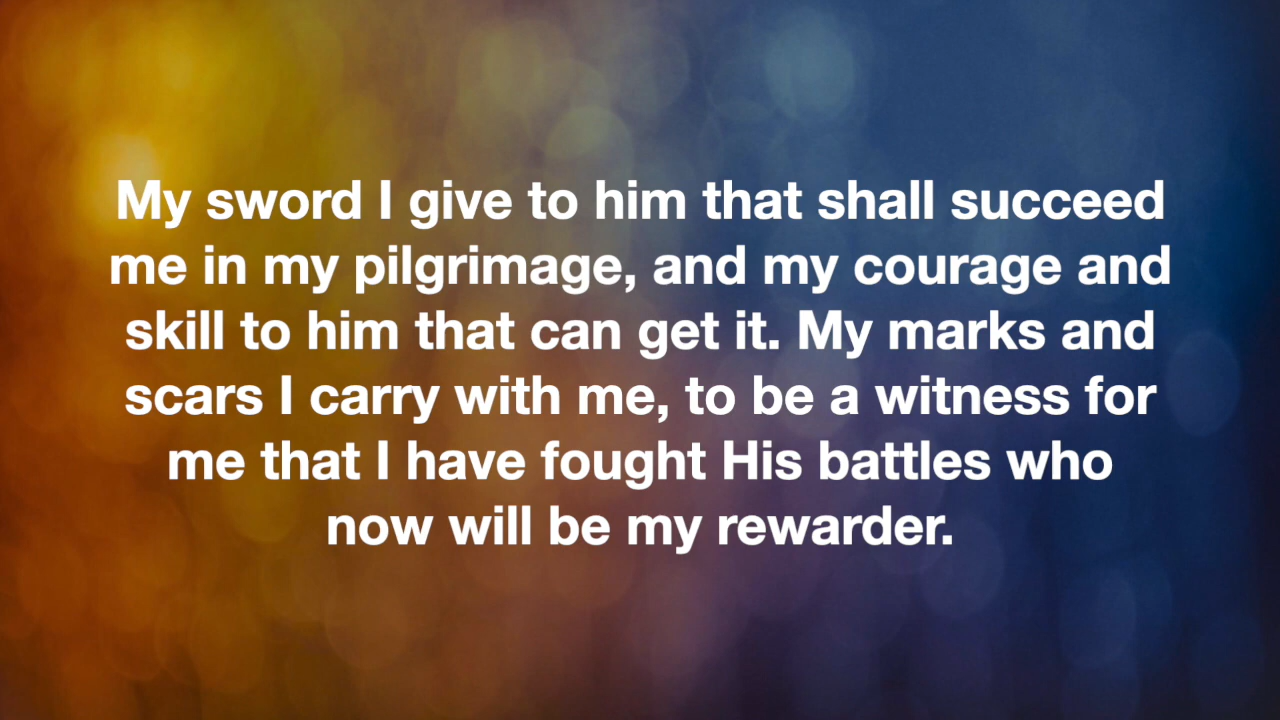 My sword I give to him that shall succeed
me in my pilgrimage, and my courage and
skill to him that can get it. My marks and
scars I carry with me, to be a witness for
me that I have fought His battles who
now will be my rewarder.